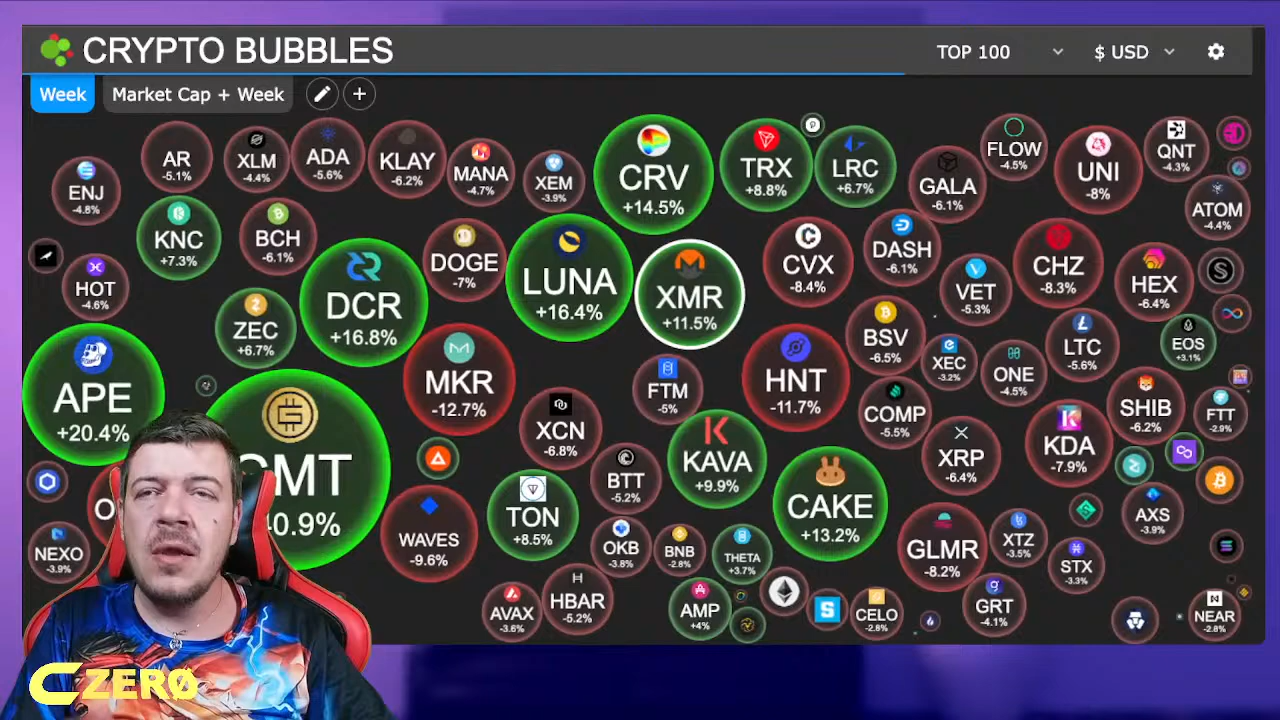 CRYPTO BUBBLES
TOP 100
$ USD
Week
Market Cap + Week
ENJ
-4.8%
AR
-5.1%
XLM
-4.4%
ADA
-5.6%
KLAY
-6.2%
MANA
-4.7%
XEM
-3.9%
CRV
+14.5%
TRX
+8.8%
LRC
+6.7%
GALA
-6.1%
FLOW
-4.5%
UNI
-8%
QNT
-4.3%
ATOM
-4.4%
KNC
+7.3%
BCH
-6.1%
HOT
-4.6%
ZEC
+6.7%
DCR
+16.8%
DOGE
-7%
LUNA
+16.4%
XMR
+11.5%
CVX
-8.4%
DASH
-6.1%
VET
-5.3%
CHZ
-8.3%
HEX
-6.4%
APE
+20.4%
MKR
-12.7%
FTM
-5%
HNT
-11.7%
BSV
-6.5%
XEC
-3.2%
ONE
-4.5%
LTC
-5.6%
EOS
+3.1%
SHIB
-6.2%
FTT
-2.9%
MT
0.9%
XCN
-6.8%
BTT
-5.2%
KAVA
+9.9%
COMP
-5.5%
XRP
-6.4%
KDA
-7.9%
O
NEXO
-3.9%
WAVES
-9.6%
TON
+8.5%
OKB
-3.8%
BNB
-2.8%
THETA
+3.7%
CAKE
+13.2%
GLMR
-8.2%
XTZ
-3.5%
STX
-3.3%
AXS
-3.9%
AVAX
-3.6%
HBAR
-5.2%
AMP
+4%
CELO
-2.8%
GRT
-4.1%
NEAR
-2.8%
CZERO